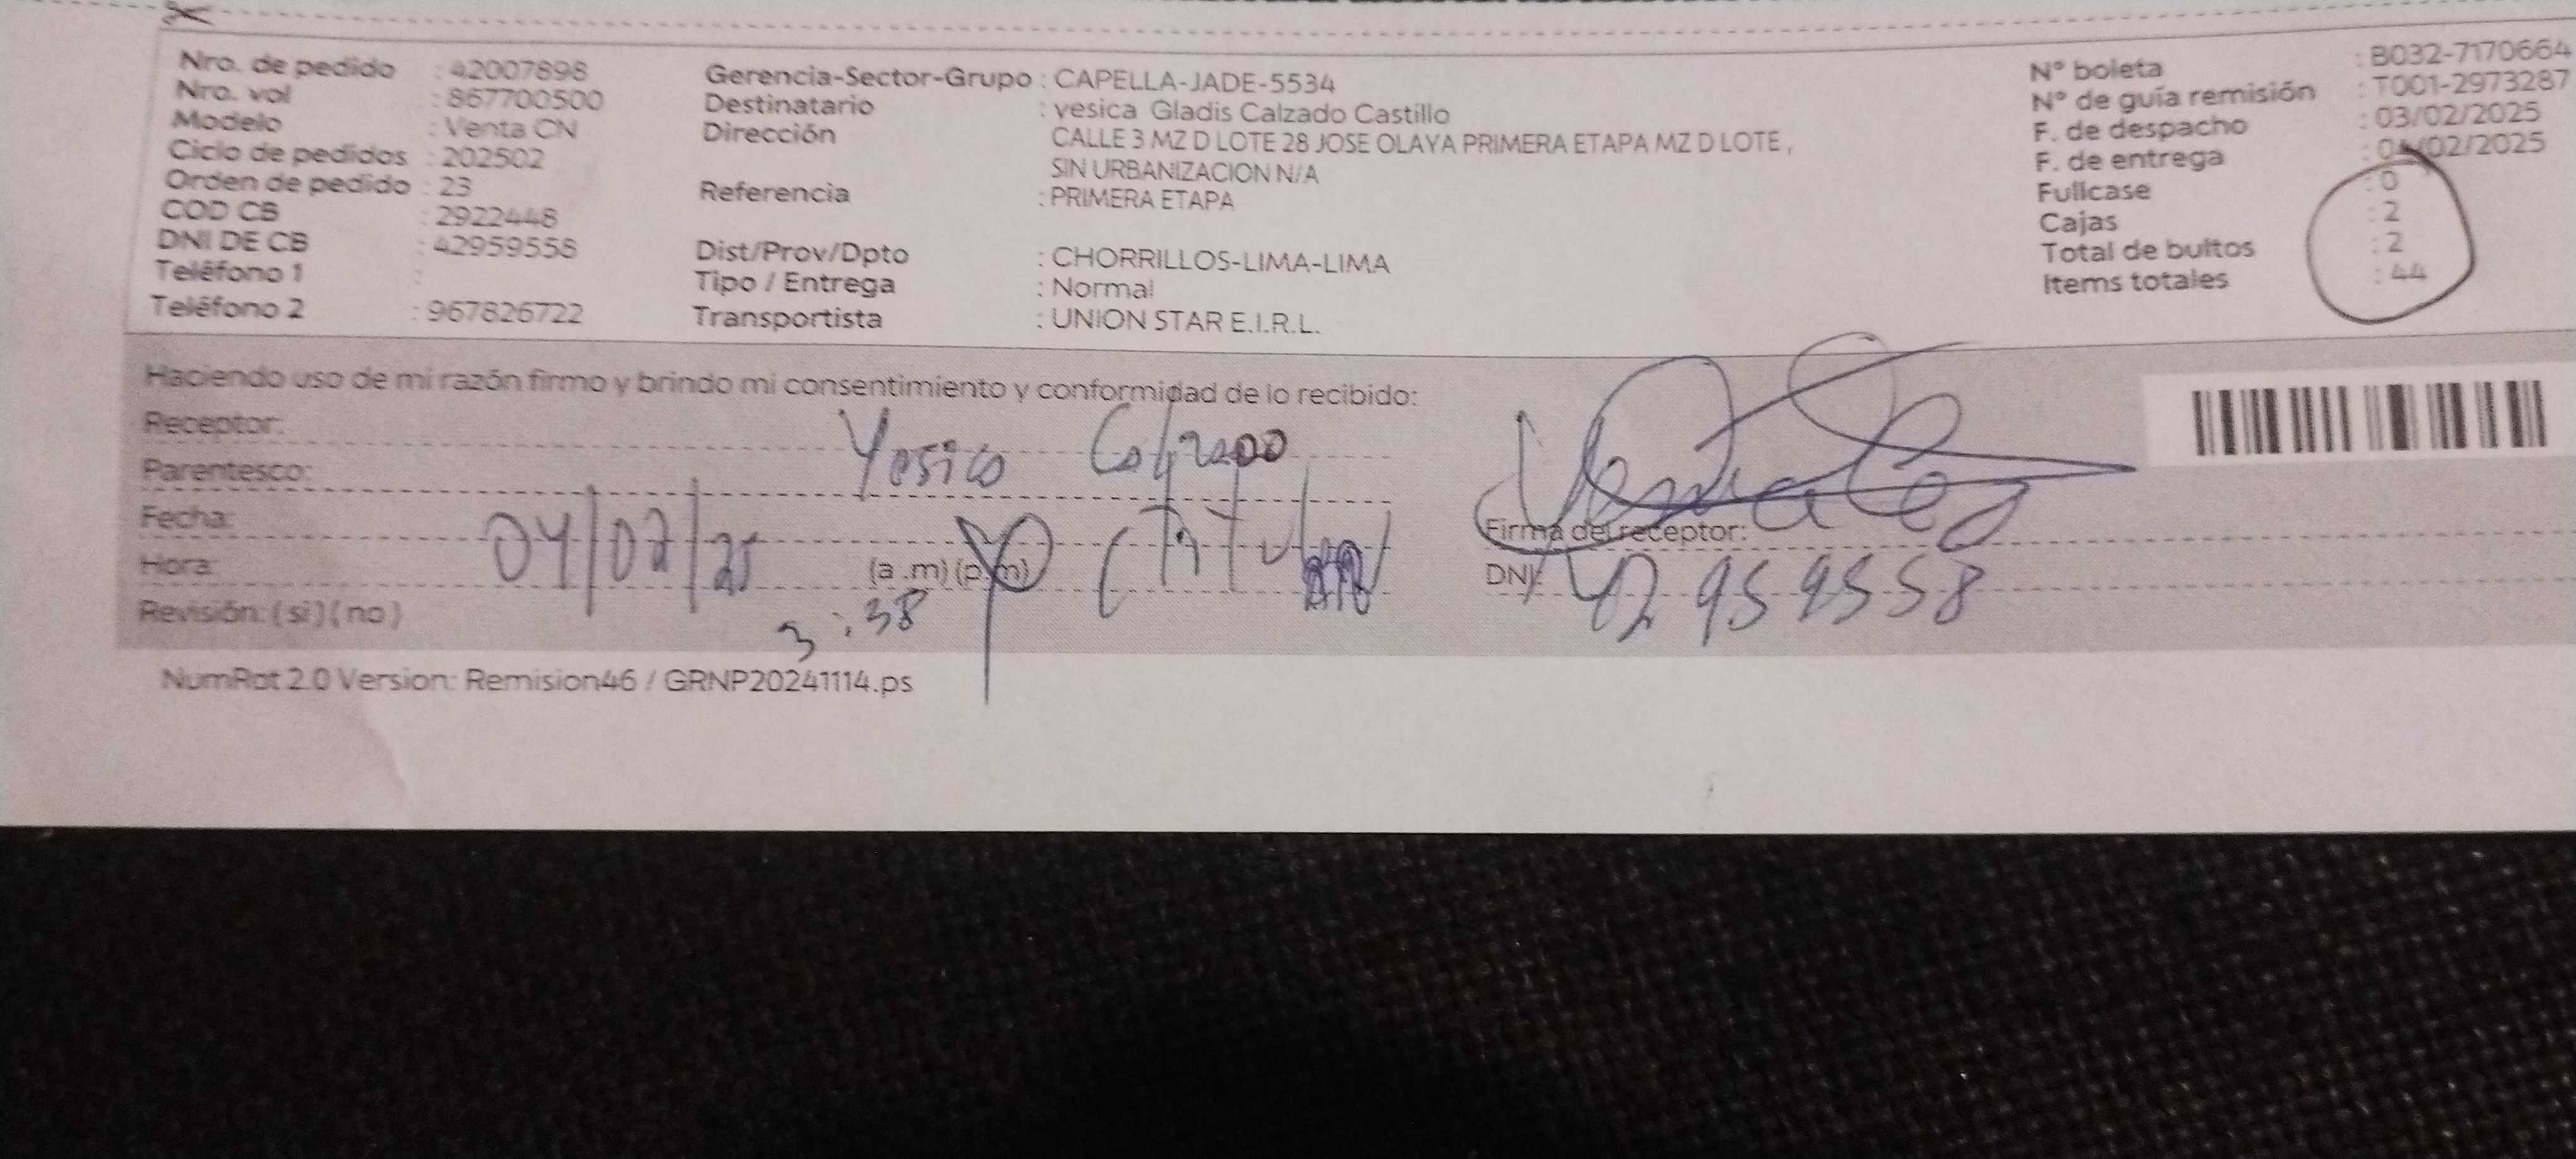 Nro. de pedido : 42007898
Nro. vol : 867700500
Modelo : Venta CN
Ciclo de pedidos : 202502
Orden de pedido : 23
COD CB : 2922448
DNI DE CB : 42959558
Teléfono 1 :
Teléfono 2 : 967826722
Gerencia-Sector-Grupo : CAPELLA-JADE-5534
Destinatario : yesica Gladis Calzado Castillo
Dirección CALLE 3 MZ D LOTE 28 JOSE OLAYA PRIMERA ETAPA MZ D LOTE ,
SIN URBANIZACION N/A
Referencia : PRIMERA ETAPA
Dist/Prov/Dpto : CHORRILLOS-LIMA-LIMA
Tipo / Entrega : Normal
Transportista : UNION STAR E.I.R.L.
N° boleta : B032-7170664
N° de guía remisión : T001-2973287
F. de despacho : 03/02/2025
F. de entrega : 04/02/2025
Fullcase : 0
Cajas : 2
Total de bultos : 2
Items totales : 44
Haciendo uso de mi razón firmo y brindo mi consentimiento y conformidad de lo recibido:
Receptor: Yesica Calzado
Parentesco:
Fecha: 04/02/25
Hora: (a .m) (p.m) 3:38
Revisión: ( si ) ( no )
Firma del receptor:
DNI: 42959558
NumRot 2.0 Version: Remision46 / GRNP20241114.ps